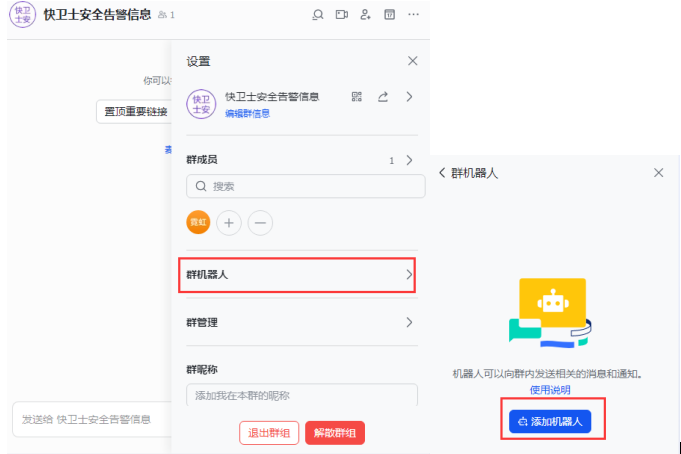 快卫
士安
快卫士安全告警信息 1
17
你可以
置顶重要链接
设置
快卫
士安
快卫士安全告警信息
编辑群信息
群成员 1
搜索
霓虹
群机器人
群管理
群昵称
添加我在本群的昵称
发送给 快卫士安全告警信息
退出群组 解散群组
群机器人
机器人可以向群内发送相关的消息和通知。
使用说明
添加机器人